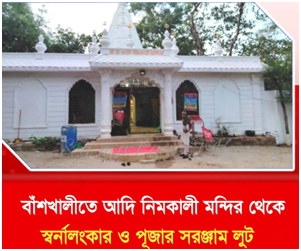 বাঁশখালীতে আদি নিমকালী মন্দির থেকে
স্বর্নালংকার ও পূজার সরঞ্জাম লুট